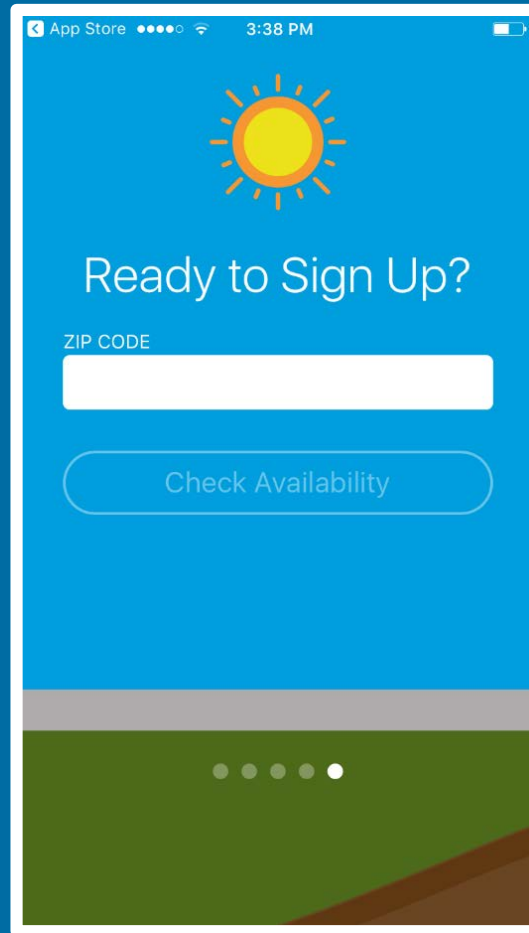 App Store 3:38 PM
Ready to Sign Up?
ZIP CODE
Check Availability